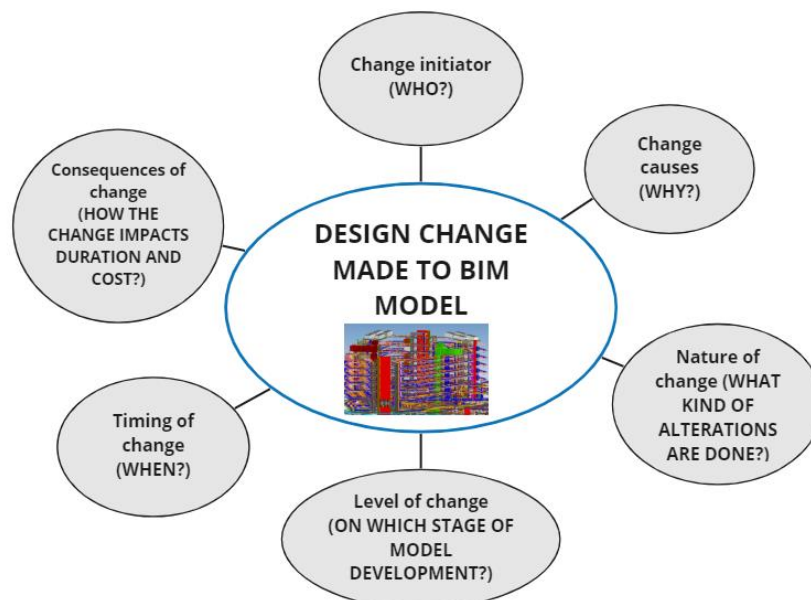 Change initiator
(WHO?)
Change
causes
(WHY?)
Consequences of
change
(HOW THE
CHANGE IMPACTS
DURATION AND
COST?)
DESIGN CHANGE
MADE TO BIM
MODEL
Nature of
change (WHAT
KIND OF
ALTERATIONS
ARE DONE?)
Timing of
change
(WHEN?)
Level of change
(ON WHICH STAGE OF
MODEL
DEVELOPMENT?)